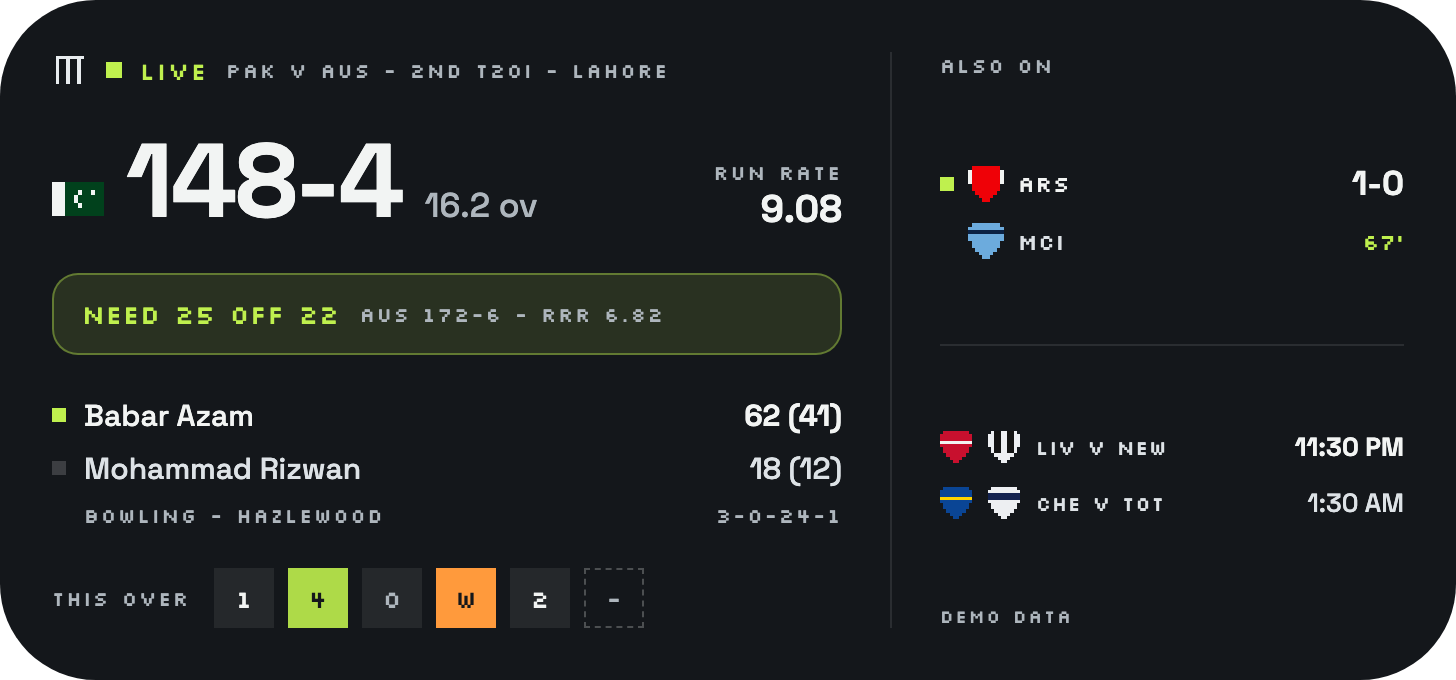 LIVE PAK V AUS - 2ND T20I - LAHORE
148-4 16.2 ov
RUN RATE
9.08
NEED 25 OFF 22 AUS 172-6 - RRR 6.82
Babar Azam 62 (41)
Mohammad Rizwan 18 (12)
BOWLING - HAZLEWOOD 3-0-24-1
THIS OVER 1 4 0 W 2 -
ALSO ON
ARS 1-0
MCI 67'
LIV V NEW 11:30 PM
CHE V TOT 1:30 AM
DEMO DATA